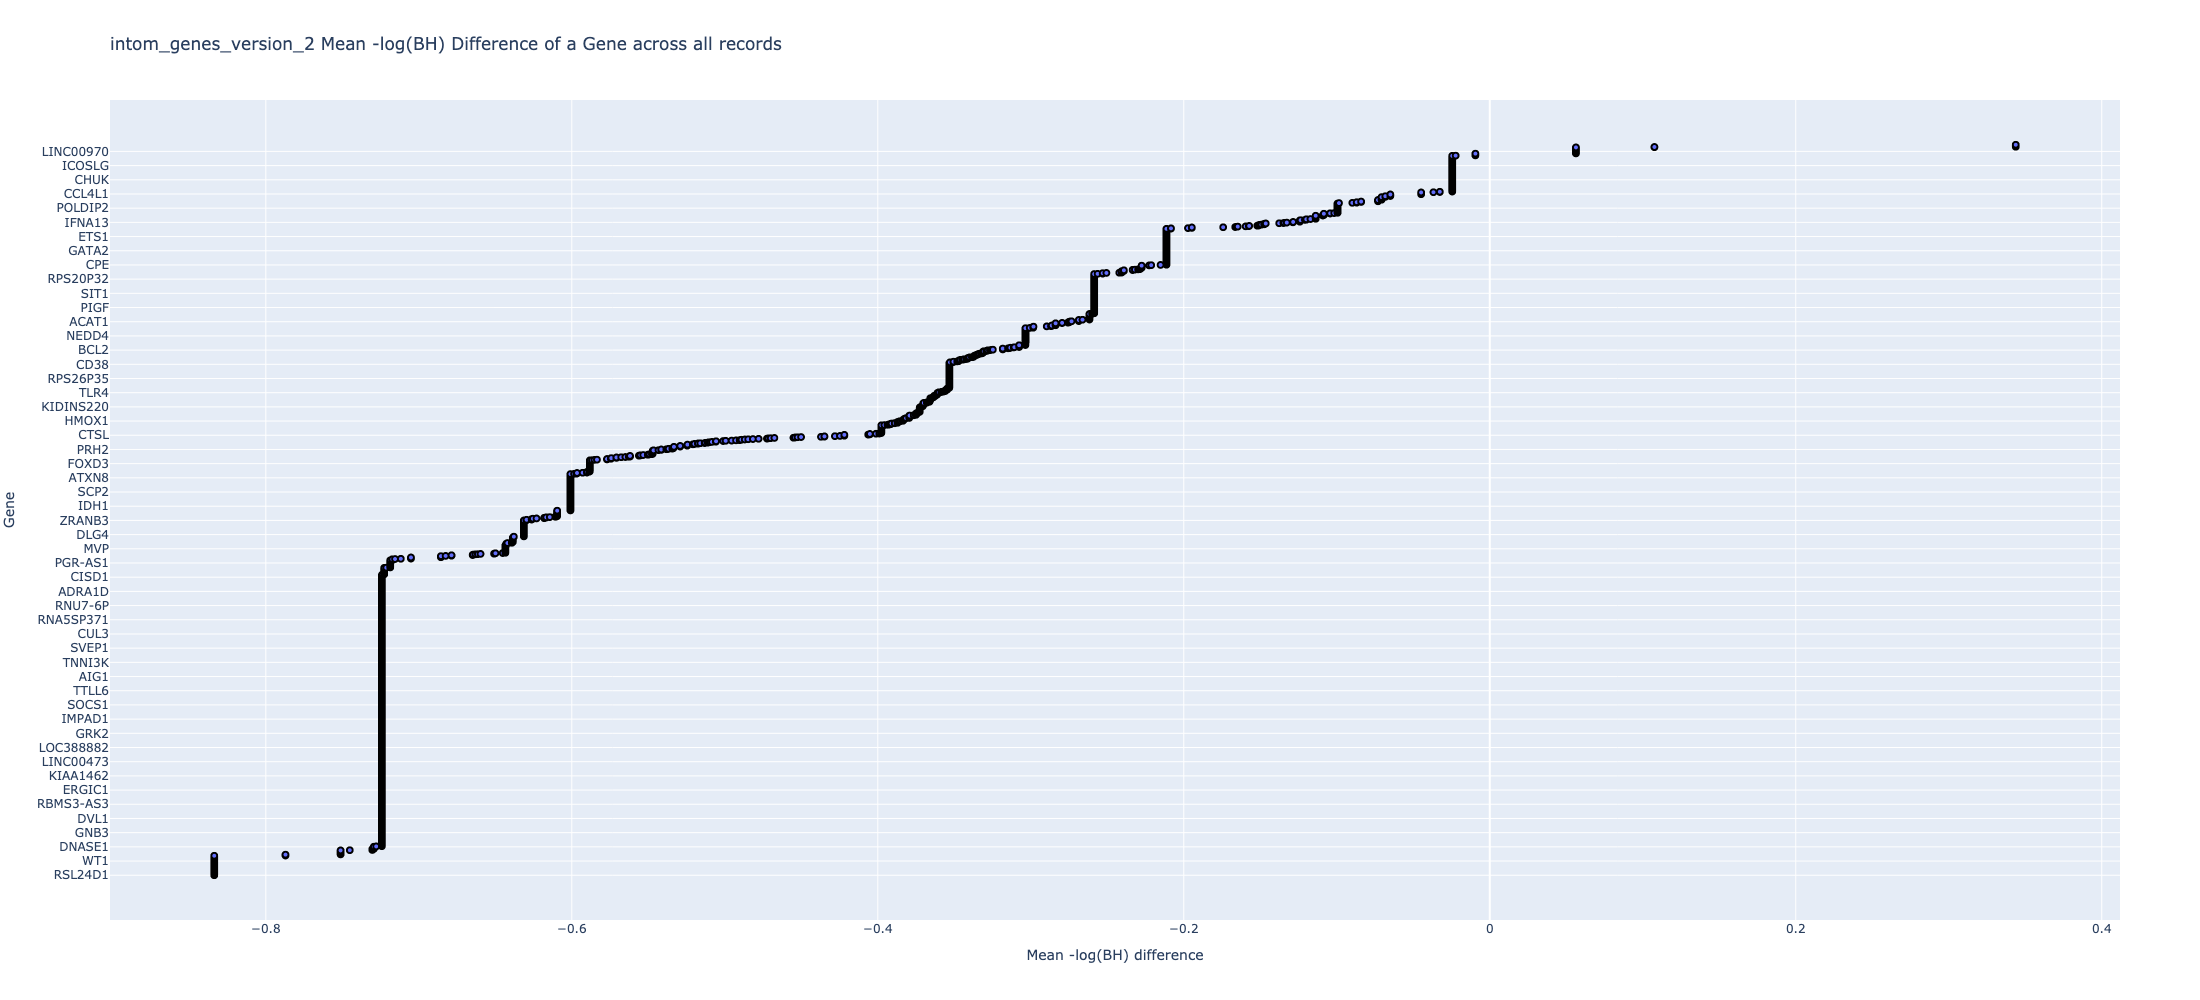 intom_genes_version_2 Mean -log(BH) Difference of a Gene across all records
LINC00970
ICOSLG
CHUK
CCL4L1
POLDIP2
IFNA13
ETS1
GATA2
CPE
RPS20P32
SIT1
PIGF
ACAT1
NEDD4
BCL2
CD38
RPS26P35
TLR4
KIDINS220
HMOX1
CTSL
PRH2
FOXD3
ATXN8
SCP2
IDH1
ZRANB3
DLG4
MVP
PGR-AS1
CISD1
ADRA1D
RNU7-6P
RNA5SP371
CUL3
SVEP1
TNNI3K
AIG1
TTLL6
SOCS1
IMPAD1
GRK2
LOC388882
LINC00473
KIAA1462
ERGIC1
RBMS3-AS3
DVL1
GNB3
DNASE1
WT1
RSL24D1
Gene
−0.8 −0.6 −0.4 −0.2 0 0.2 0.4
Mean -log(BH) difference